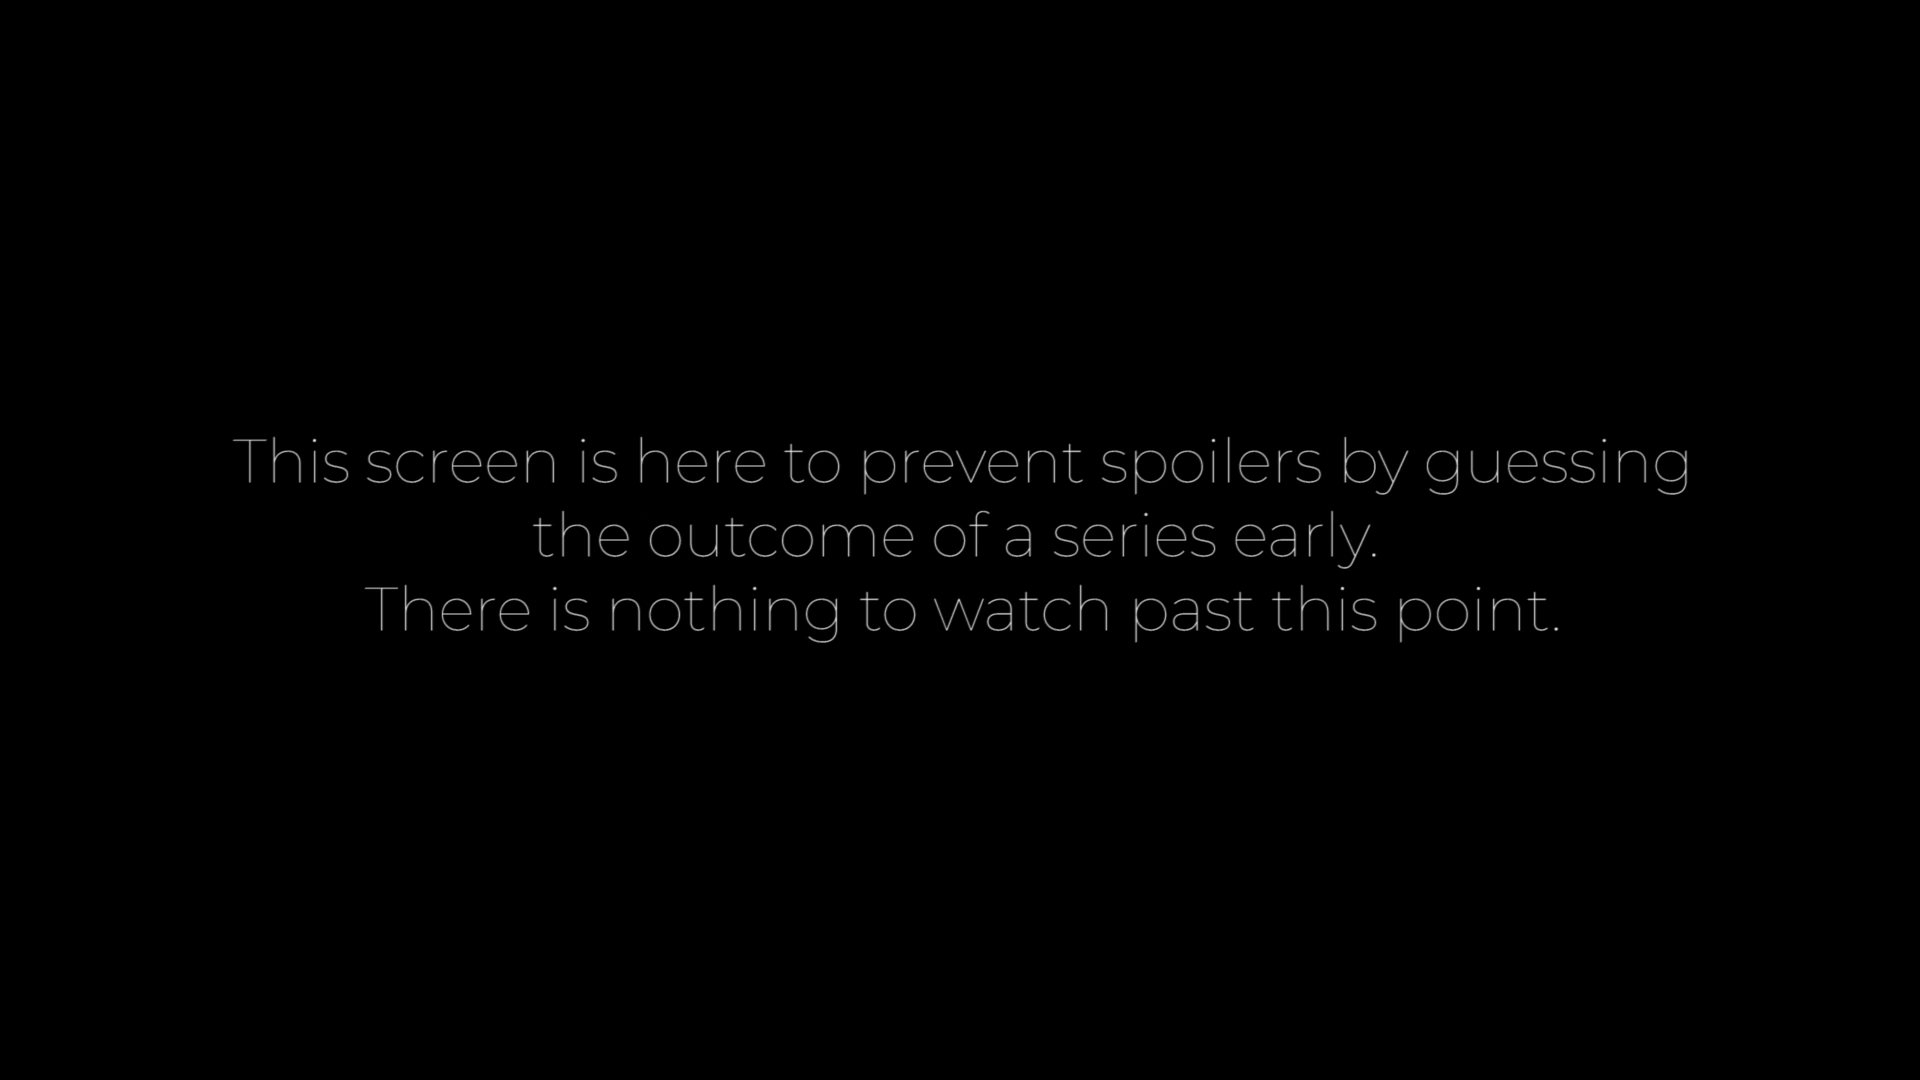 This screen is here to prevent spoilers by guessing
the outcome of a series early.
There is nothing to watch past this point.